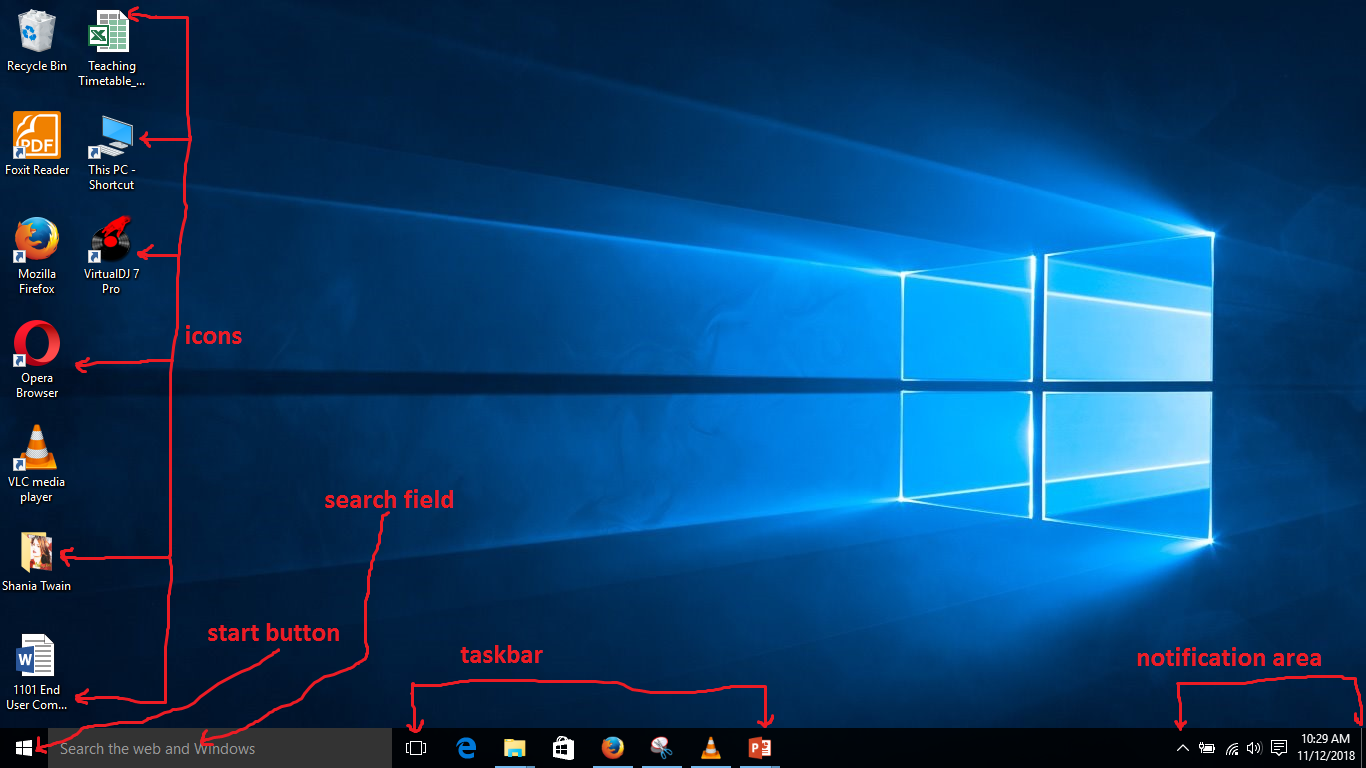 Recycle Bin
Teaching
Timetable_...
PDF
Foxit Reader
This PC -
Shortcut
Mozilla
Firefox
VirtualDJ 7
Pro
icons
Opera
Browser
VLC media
player
search field
Shania Twain
start button
taskbar
notification area
W
1101 End
User Com...
Search the web and Windows
10:29 AM
11/12/2018